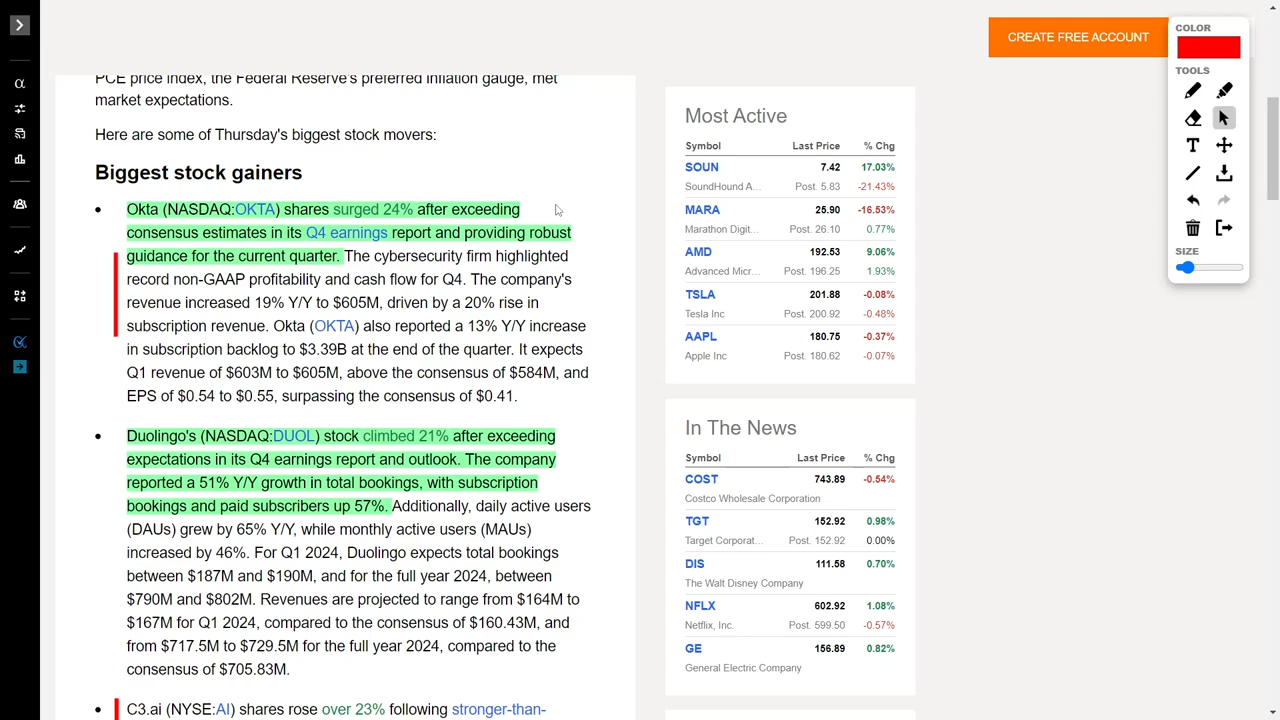 CREATE FREE ACCOUNT
COLOR
TOOLS
T
SIZE
α
PCE price index, the Federal Reserve's preferred inflation gauge, met
market expectations.
Here are some of Thursday's biggest stock movers:
Biggest stock gainers
• Okta (NASDAQ:OKTA) shares surged 24% after exceeding
consensus estimates in its Q4 earnings report and providing robust
guidance for the current quarter. The cybersecurity firm highlighted
record non-GAAP profitability and cash flow for Q4. The company's
revenue increased 19% Y/Y to $605M, driven by a 20% rise in
subscription revenue. Okta (OKTA) also reported a 13% Y/Y increase
in subscription backlog to $3.39B at the end of the quarter. It expects
Q1 revenue of $603M to $605M, above the consensus of $584M, and
EPS of $0.54 to $0.55, surpassing the consensus of $0.41.
• Duolingo's (NASDAQ:DUOL) stock climbed 21% after exceeding
expectations in its Q4 earnings report and outlook. The company
reported a 51% Y/Y growth in total bookings, with subscription
bookings and paid subscribers up 57%. Additionally, daily active users
(DAUs) grew by 65% Y/Y, while monthly active users (MAUs)
increased by 46%. For Q1 2024, Duolingo expects total bookings
between $187M and $190M, and for the full year 2024, between
$790M and $802M. Revenues are projected to range from $164M to
$167M for Q1 2024, compared to the consensus of $160.43M, and
from $717.5M to $729.5M for the full year 2024, compared to the
consensus of $705.83M.
• C3.ai (NYSE:AI) shares rose over 23% following stronger-than-
Most Active
Symbol Last Price % Chg
SOUN 7.42 17.03%
SoundHound A... Post. 5.83 -21.43%
MARA 25.90 -16.53%
Marathon Digit... Post. 26.10 0.77%
AMD 192.53 9.06%
Advanced Micr... Post. 196.25 1.93%
TSLA 201.88 -0.08%
Tesla Inc Post. 200.92 -0.48%
AAPL 180.75 -0.37%
Apple Inc Post. 180.62 -0.07%
In The News
Symbol Last Price % Chg
COST 743.89 -0.54%
Costco Wholesale Corporation
TGT 152.92 0.98%
Target Corporat... Post. 152.92 0.00%
DIS 111.58 0.70%
The Walt Disney Company
NFLX 602.92 1.08%
Netflix, Inc. Post. 599.50 -0.57%
GE 156.89 0.82%
General Electric Company